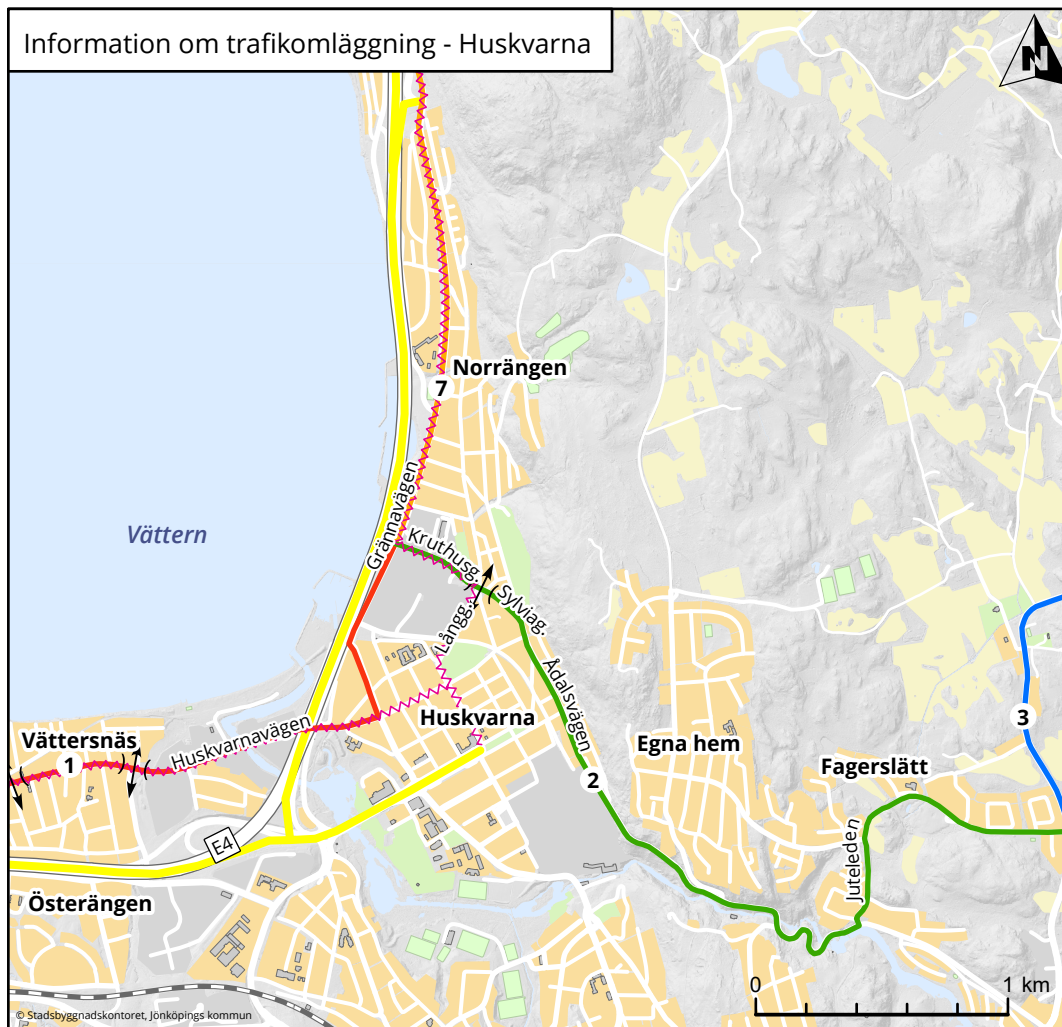 Information om trafikomläggning - Huskvarna
N
Norrängen
7
Grännavägen
Vättern
Kruthusg.
Sylviag.
Långg.
Ådalsvägen
Huskvarna
Huskvarnavägen
Vättersnäs
1
Egna hem
3
Fagerslätt
2
E4
Juteleden
Österängen
0
1 km
© Stadsbyggnadskontoret, Jönköpings kommun